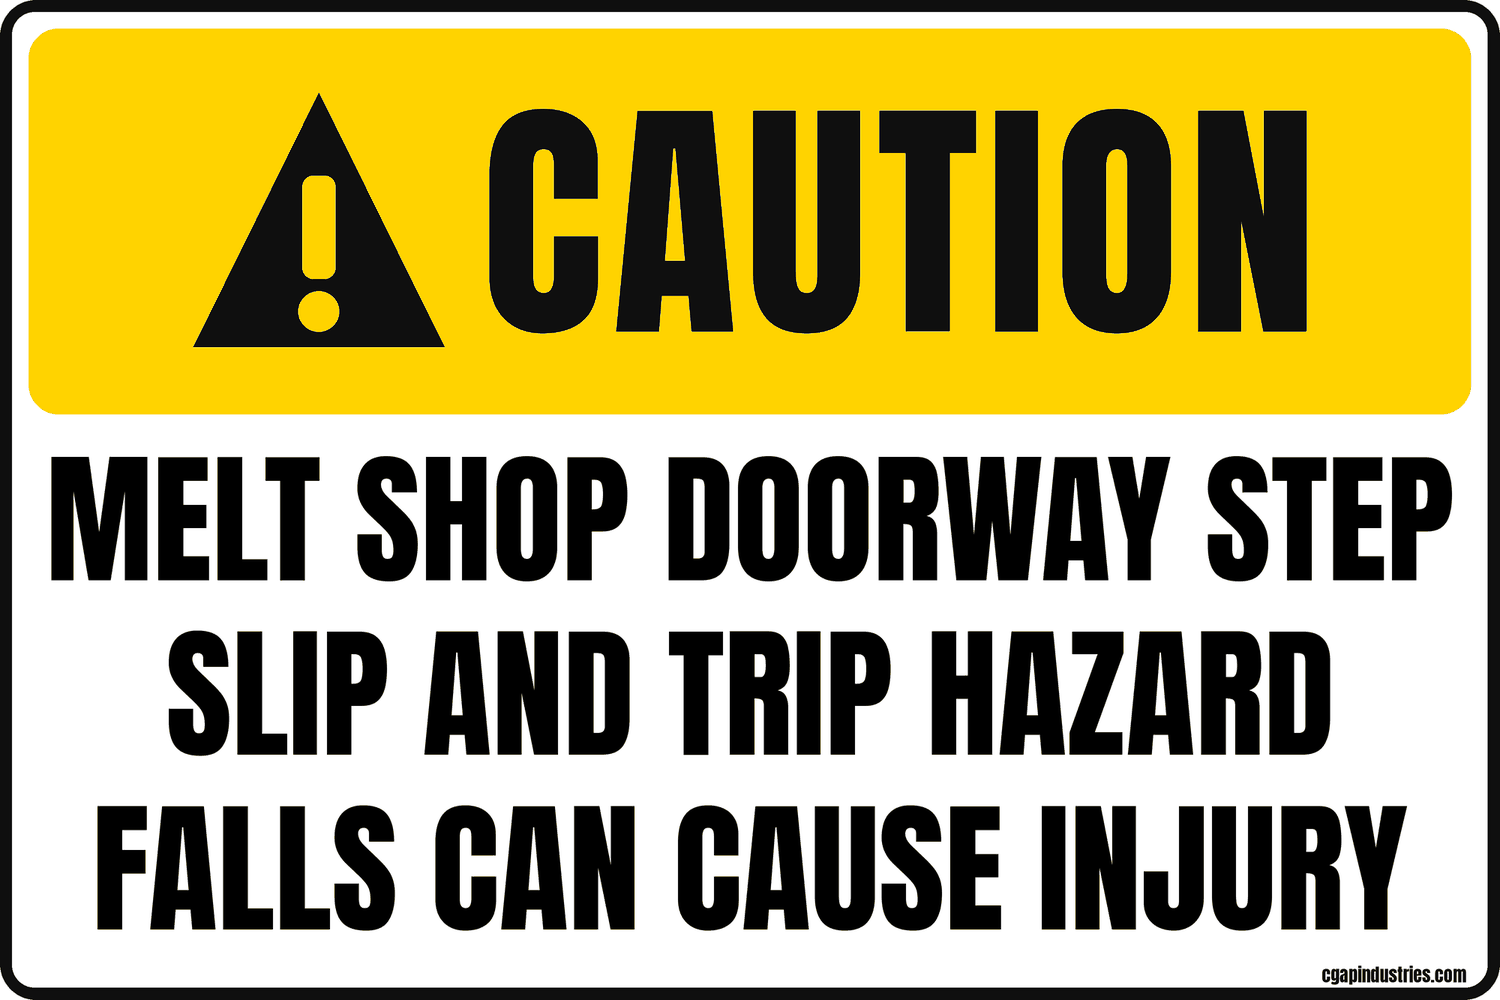 CAUTION
MELT SHOP DOORWAY STEP
SLIP AND TRIP HAZARD
FALLS CAN CAUSE INJURY
cgapindustries.com